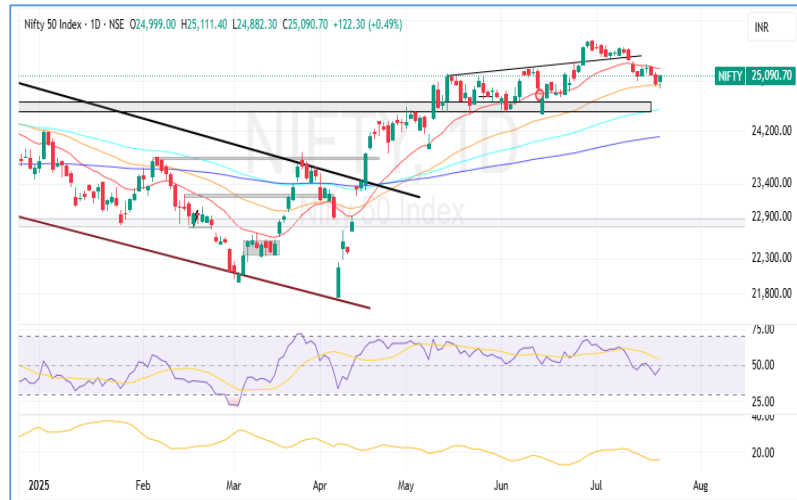 Nifty 50 Index · 1D · NSE O24,999.00 H25,111.40 L24,882.30 C25,090.70 +122.30 (+0.49%)
INR
NIFTY 25,090.70
NIFTY, 1D
Nifty 50 Index
24,200.00
23,400.00
22,900.00
22,300.00
21,800.00
75.00
50.00
25.00
40.00
20.00
2025 Feb Mar Apr May Jun Jul Aug